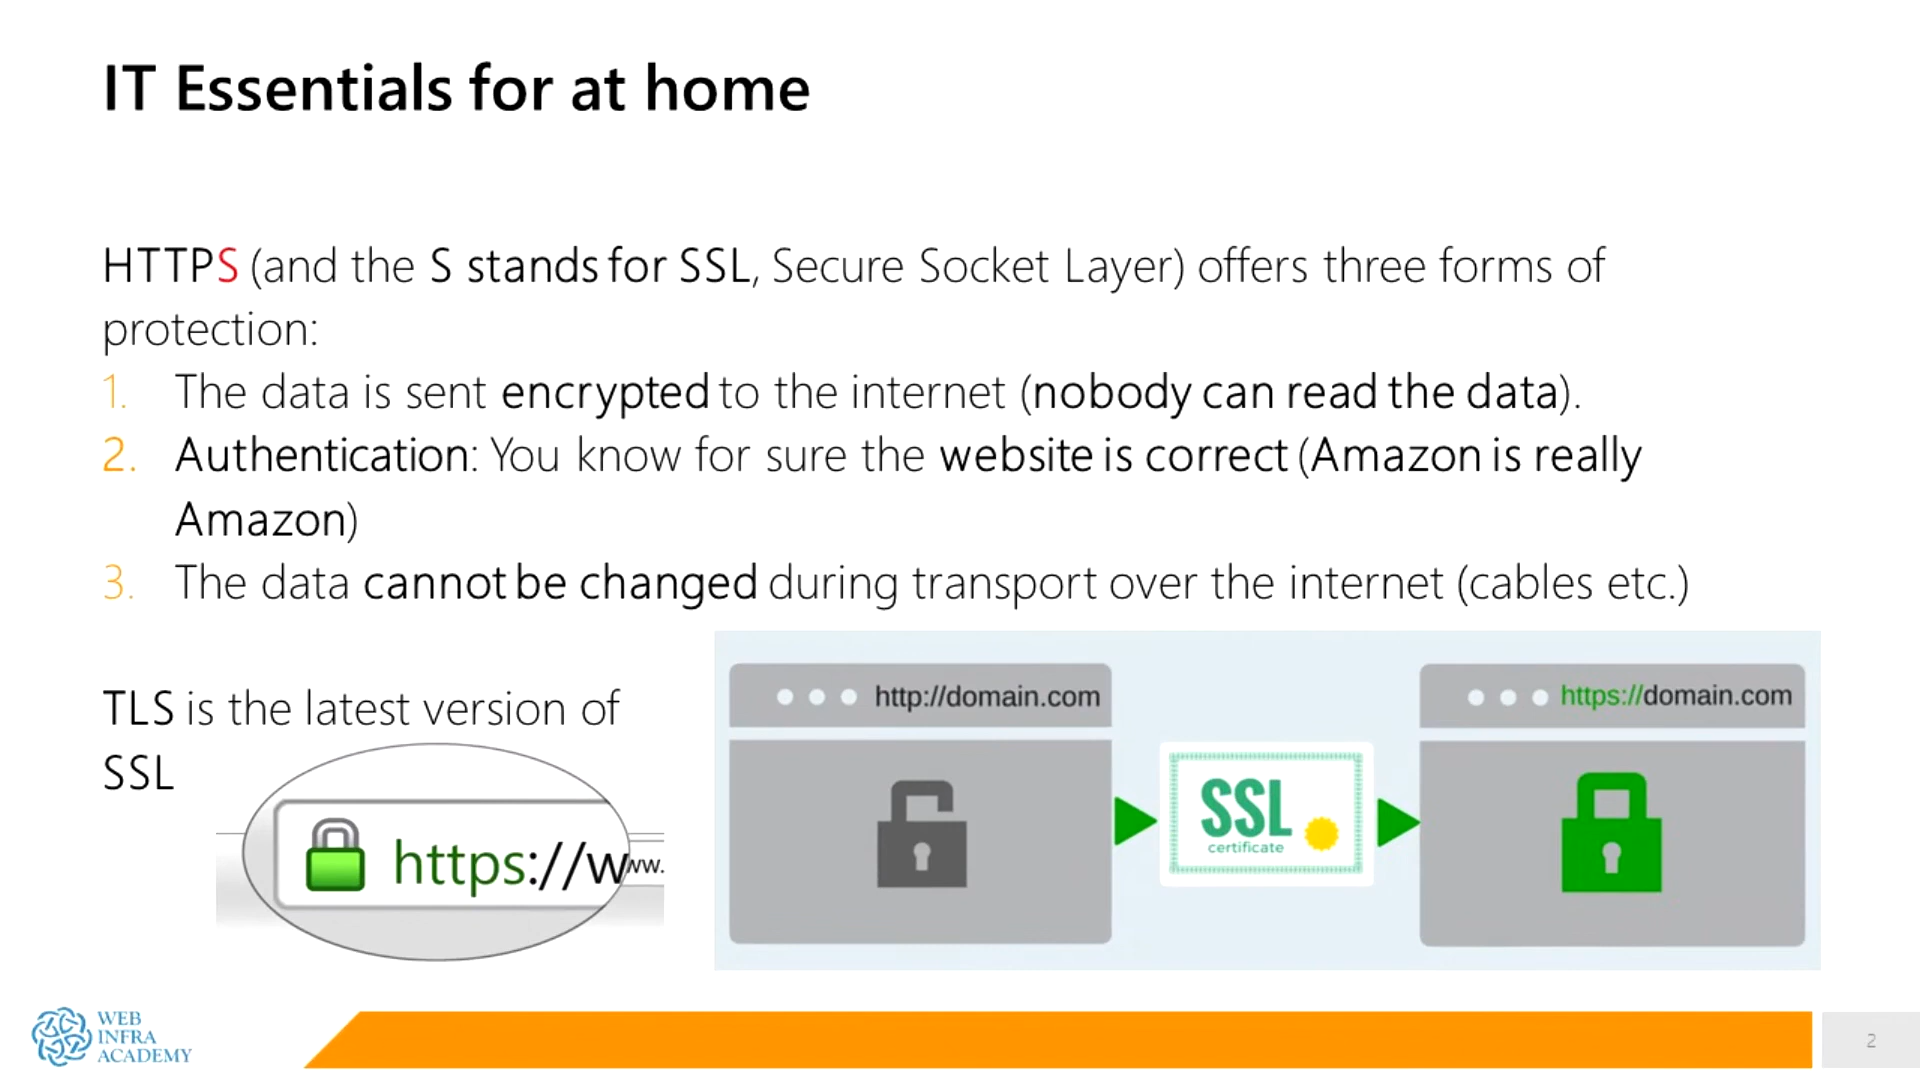 IT Essentials for at home
HTTPS (and the S stands for SSL, Secure Socket Layer) offers three forms of
protection:
1. The data is sent encrypted to the internet (nobody can read the data).
2. Authentication: You know for sure the website is correct (Amazon is really
Amazon)
3. The data cannot be changed during transport over the internet (cables etc.)
TLS is the latest version of
SSL
https://www.
http://domain.com
SSL
certificate
https://domain.com
WEB
INFRA
ACADEMY
2